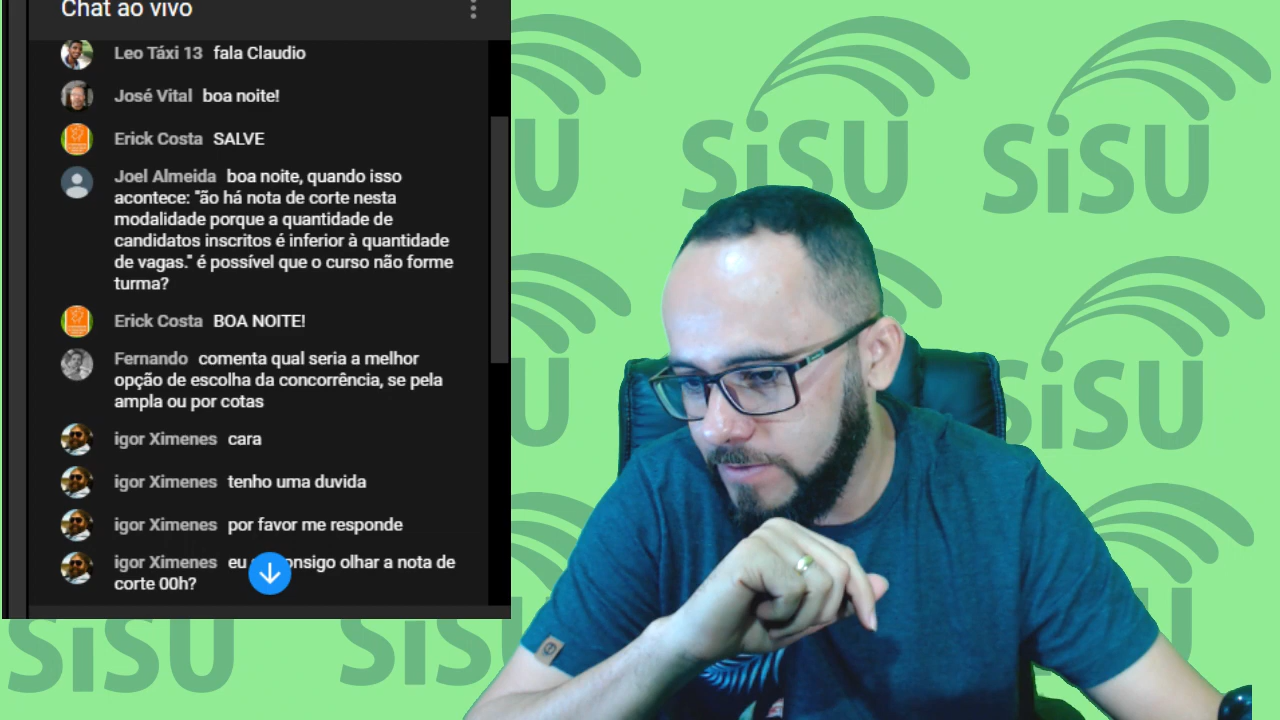 Chat ao vivo
Leo Táxi 13 fala Claudio
José Vital boa noite!
Erick Costa SALVE
Joel Almeida boa noite, quando isso
acontece: "ão há nota de corte nesta
modalidade porque a quantidade de
candidatos inscritos é inferior à quantidade
de vagas." é possível que o curso não forme
turma?
Erick Costa BOA NOITE!
Fernando comenta qual seria a melhor
opção de escolha da concorrência, se pela
ampla ou por cotas
igor Ximenes cara
igor Ximenes tenho uma duvida
igor Ximenes por favor me responde
igor Ximenes eu olhar a nota de
corte 00h?
U
SiSU
SiSU
U
SiSU
SiSU
SiSU
U